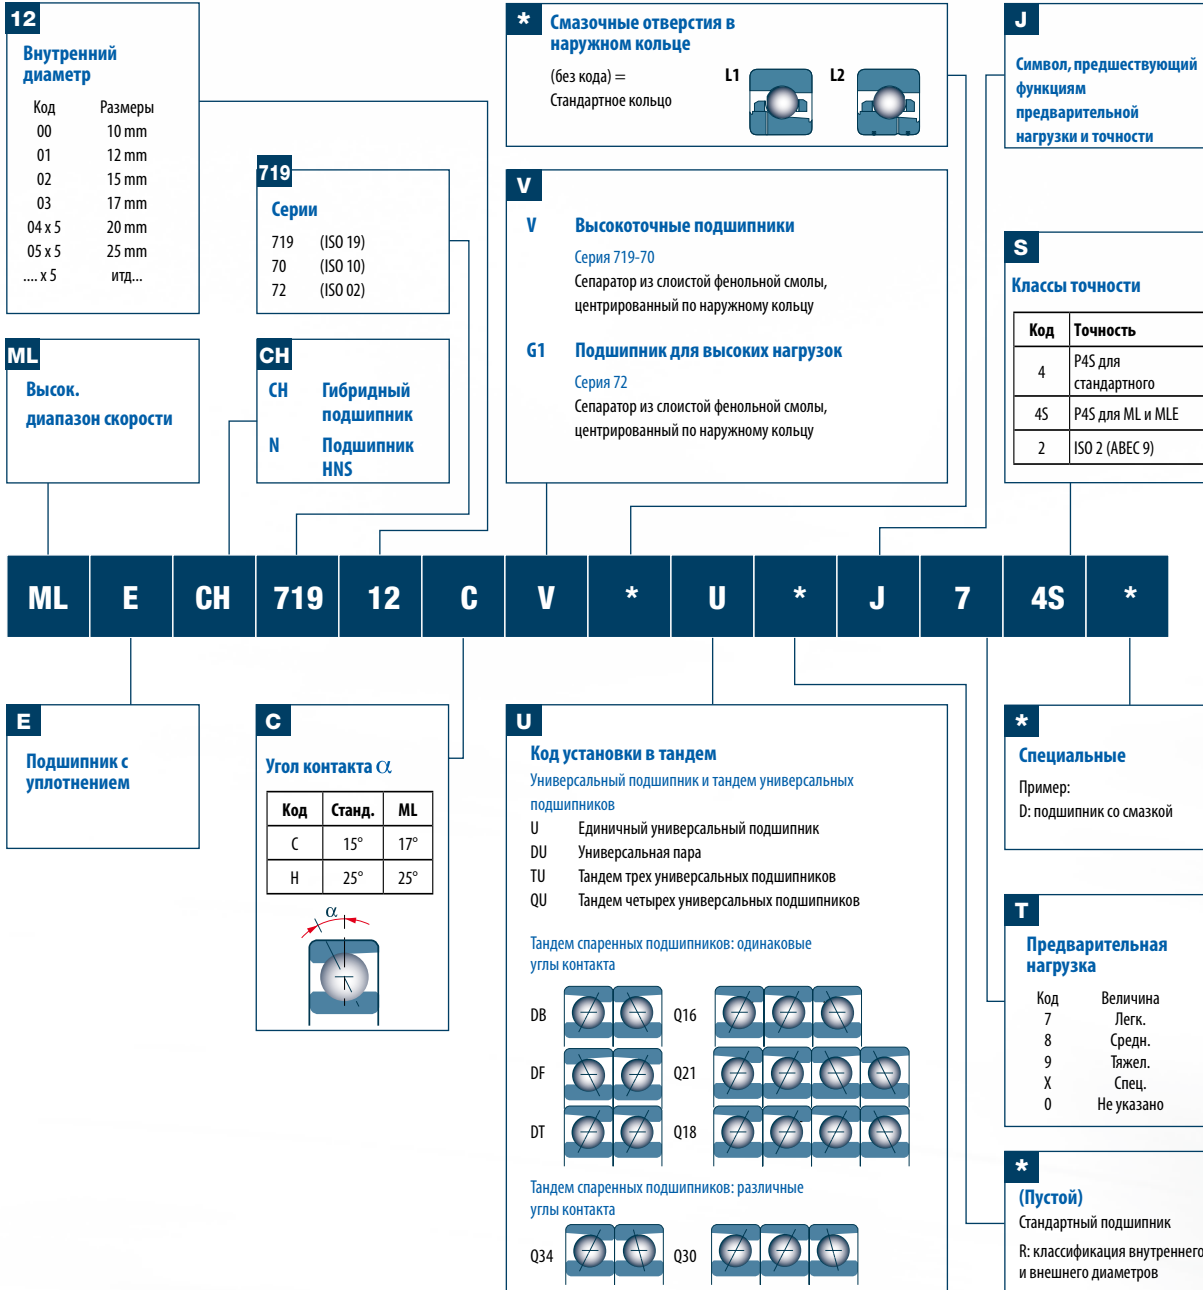 12
Внутренний
диаметр
Код Размеры
00 10 mm
01 12 mm
02 15 mm
03 17 mm
04 x 5 20 mm
05 x 5 25 mm
.... x 5 итд...
719
Серии
719 (ISO 19)
70 (ISO 10)
72 (ISO 02)
*
Смазочные отверстия в
наружном кольце
(без кода) =
Стандартное кольцо
L1 L2
J
Символ, предшествующий
функциям
предварительной
нагрузки и точности
ML
Высок.
диапазон скорости
CH
CH Гибридный
подшипник
N Подшипник
HNS
V
V Высокоточные подшипники
Серия 719-70
Сепаратор из слоистой фенольной смолы,
центрированный по наружному кольцу
G1 Подшипник для высоких нагрузок
Серия 72
Сепаратор из слоистой фенольной смолы,
центрированный по наружному кольцу
S
Классы точности
Код Точность
4 P4S для
стандартного
4S P4S для ML и MLE
2 ISO 2 (ABEC 9)
ML E CH 719 12 C V * U * J 7 4S *
E
Подшипник с
уплотнением
C
Угол контакта α
Код Станд. ML
C 15° 17°
H 25° 25°
α
U
Код установки в тандем
Универсальный подшипник и тандем универсальных
подшипников
U Единичный универсальный подшипник
DU Универсальная пара
TU Тандем трех универсальных подшипников
QU Тандем четырех универсальных подшипников
Тандем спаренных подшипников: одинаковые
углы контакта
DB Q16
DF Q21
DT Q18
Тандем спаренных подшипников: различные
углы контакта
Q34 Q30
*
Специальные
Пример:
D: подшипник со смазкой
T
Предварительная
нагрузка
Код Величина
7 Легк.
8 Средн.
9 Тяжел.
X Спец.
0 Не указано
*
(Пустой)
Стандартный подшипник
R: классификация внутреннего
и внешнего диаметров